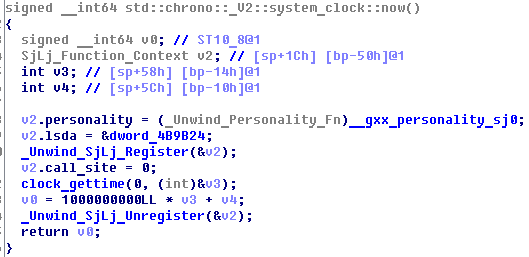 signed __int64 std::chrono::_V2::system_clock::now()
{
signed __int64 v0; // ST10_8@1
SjLj_Function_Context v2; // [sp+1Ch] [bp-50h]@1
int v3; // [sp+58h] [bp-14h]@1
int v4; // [sp+5Ch] [bp-10h]@1
v2.personality = (_Unwind_Personality_Fn)__gxx_personality_sj0;
v2.lsda = &dword_4B9B24;
_Unwind_SjLj_Register(&v2);
v2.call_site = 0;
clock_gettime(0, (int)&v3);
v0 = 1000000000LL * v3 + v4;
_Unwind_SjLj_Unregister(&v2);
return v0;
}